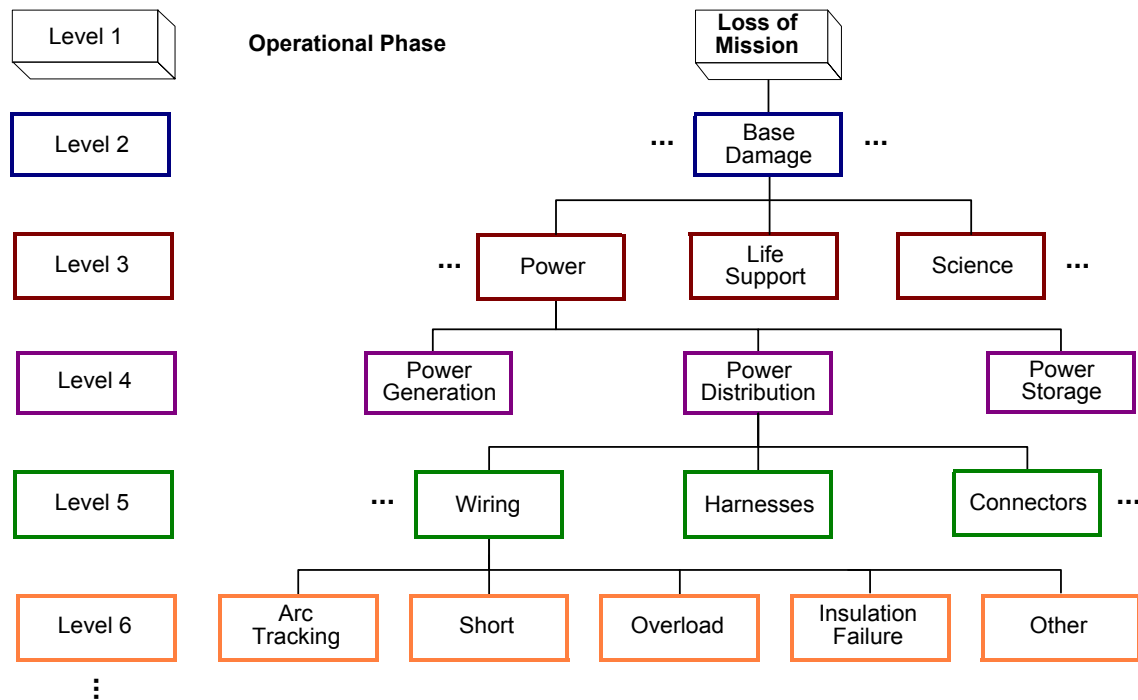 Level 1
Operational Phase
Loss of
Mission
Level 2
...
Base
Damage
...
Level 3
...
Power
Life
Support
Science
...
Level 4
Power
Generation
Power
Distribution
Power
Storage
Level 5
...
Wiring
Harnesses
Connectors
...
Level 6
Arc
Tracking
Short
Overload
Insulation
Failure
Other
...